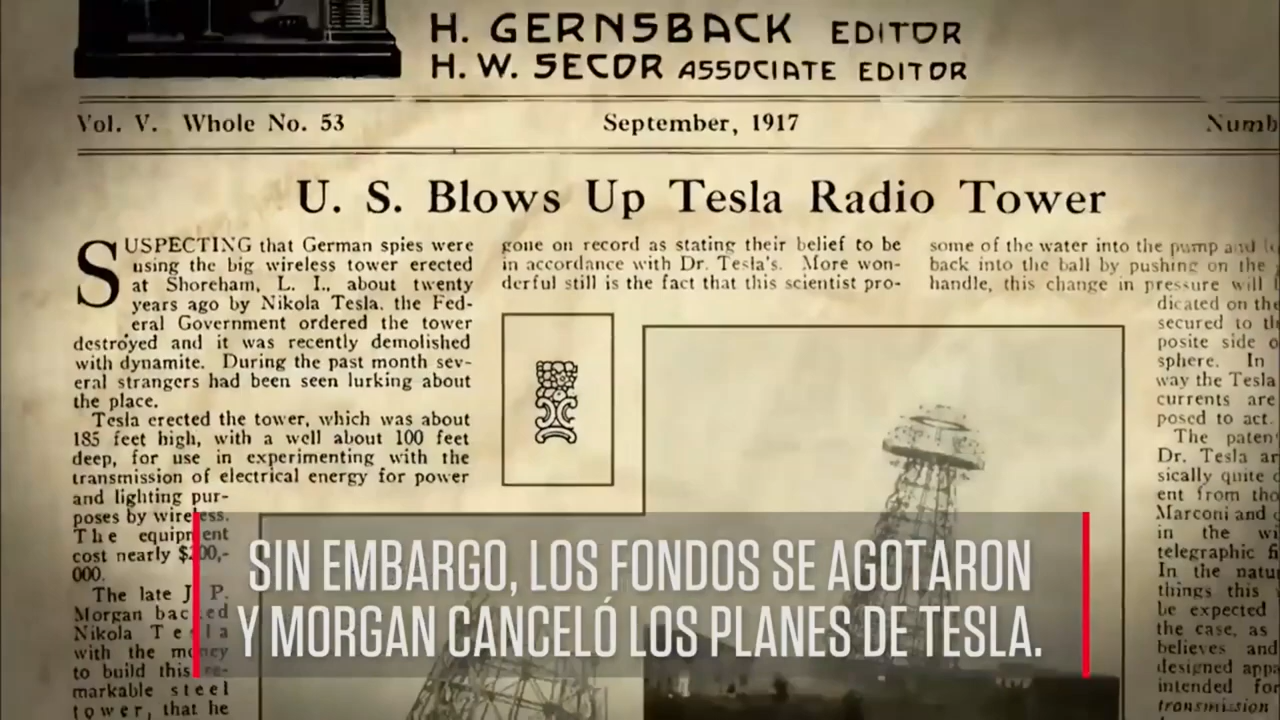 H. GERNSBACK EDITOR
H. W. SECOR ASSOCIATE EDITOR
Vol. V. Whole No. 53
September, 1917
U. S. Blows Up Tesla Radio Tower
SUSPECTING that German spies were
using the big wireless tower erected
at Shoreham, L. I., about twenty
years ago by Nikola Tesla, the Fed-
eral Government ordered the tower
destroyed and it was recently demolished
with dynamite. During the past month sev-
eral strangers had been seen lurking about
the place.
Tesla erected the tower, which was about
185 feet high, with a well about 100 feet
deep, for use in experimenting with the
transmission of electrical energy for power
and lighting pur-
poses by wireless.
The equipment
cost nearly
000.
The late J. P.
Morgan backed
Nikola Tesla
with the money
to build this re-
markable steel
tower, that he
gone on record as stating their belief to be
in accordance with Dr. Tesla's. More won-
derful still is the fact that this scientist pro-
some of the water into the pump and
back into the ball by pushing on the
handle, this change in pressure will
dicated on the
secured to
posite side
sphere. In
way the Tesla
currents are
posed to act.
The
Dr. Tesla
sically quite
ent from
Marconi and
in the
telegraphic
In the
things this
be expected
the case, as
believes and
designed
intended for
transmission
SIN EMBARGO, LOS FONDOS SE AGOTARON
Y MORGAN CANCELÓ LOS PLANES DE TESLA.